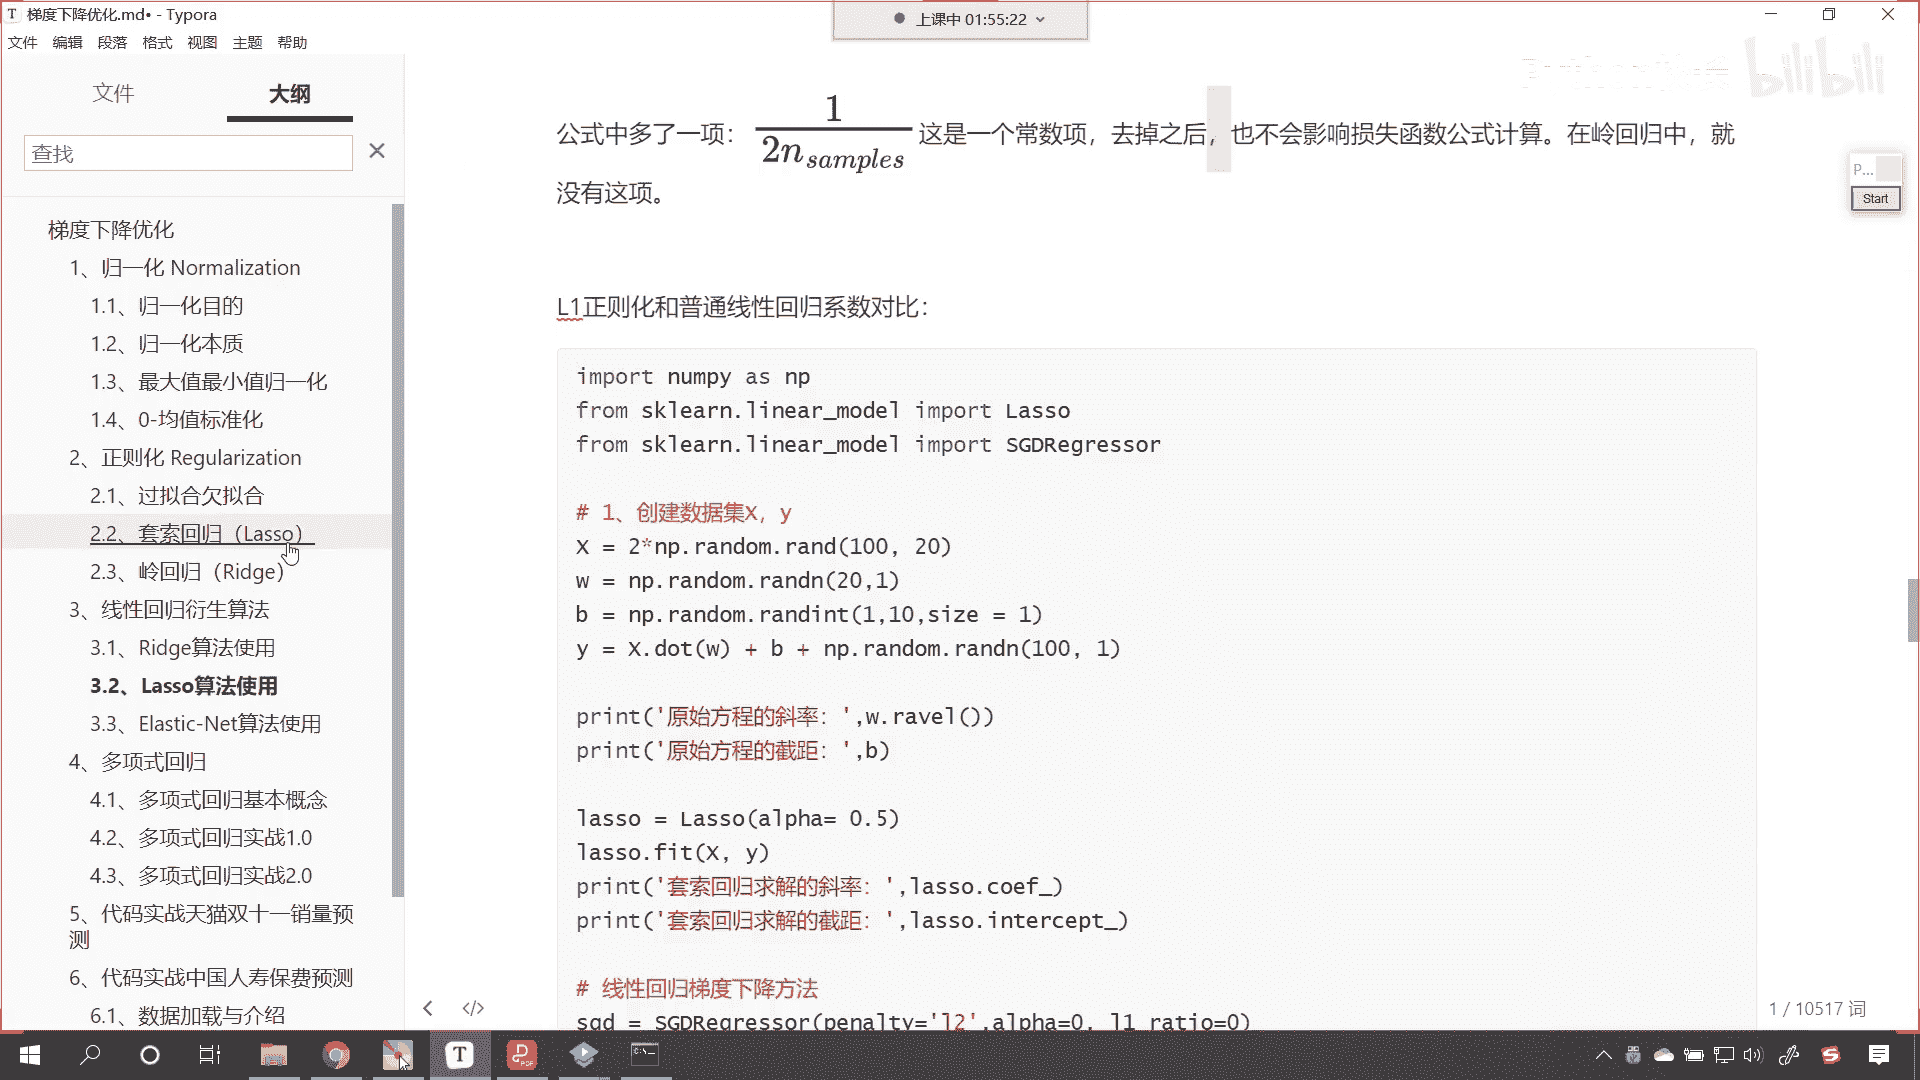 梯度下降优化.md• - Typora
上课中 01:55:22
文件 编辑 段落 格式 视图 主题 帮助
文件 大纲
查找
梯度下降优化
1、归一化 Normalization
1.1、归一化目的
1.2、归一化本质
1.3、最大值最小值归一化
1.4、0-均值标准化
2、正则化 Regularization
2.1、过拟合欠拟合
2.2、套索回归（Lasso）
2.3、岭回归（Ridge）
3、线性回归衍生算法
3.1、Ridge算法使用
3.2、Lasso算法使用
3.3、Elastic-Net算法使用
4、多项式回归
4.1、多项式回归基本概念
4.2、多项式回归实战1.0
4.3、多项式回归实战2.0
5、代码实战天猫双十一销量预
测
6、代码实战中国人寿保费预测
6.1、数据加载与介绍
bilibili
公式中多了一项： 1/2n_samples 这是一个常数项，去掉之后，也不会影响损失函数公式计算。在岭回归中，就
没有这项。
P...
Start
L1正则化和普通线性回归系数对比：
import numpy as np
from sklearn.linear_model import Lasso
from sklearn.linear_model import SGDRegressor
# 1、创建数据集X，y
X = 2*np.random.rand(100, 20)
w = np.random.randn(20,1)
b = np.random.randint(1,10,size = 1)
y = X.dot(w) + b + np.random.randn(100, 1)
print('原始方程的斜率：',w.ravel())
print('原始方程的截距：',b)
lasso = Lasso(alpha= 0.5)
lasso.fit(X, y)
print('套索回归求解的斜率：',lasso.coef_)
print('套索回归求解的截距：',lasso.intercept_)
# 线性回归梯度下降方法
sgd = SGDRegressor(penalty='l2',alpha=0, l1_ratio=0)
1 / 10517 词